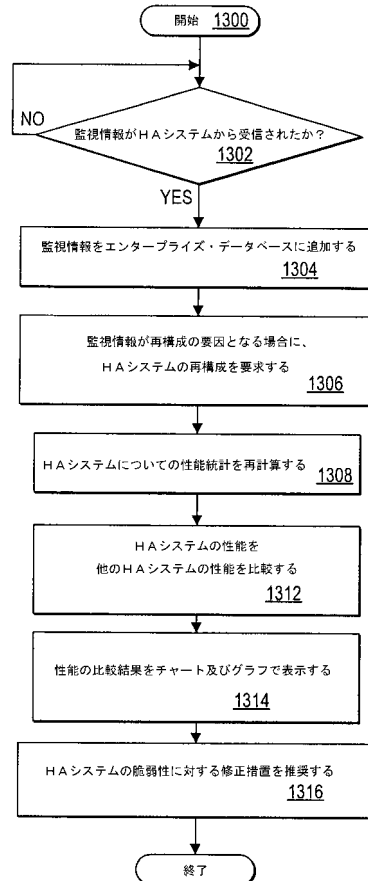 開始 1300
監視情報がHAシステムから受信されたか?
1302
NO
YES
監視情報をエンタープライズ・データベースに追加する
1304
監視情報が再構成の要因となる場合に、
HAシステムの再構成を要求する
1306
HAシステムについての性能統計を再計算する
1308
HAシステムの性能を
他のHAシステムの性能を比較する
1312
性能の比較結果をチャート及びグラフで表示する
1314
HAシステムの脆弱性に対する修正措置を推奨する
1316
終了